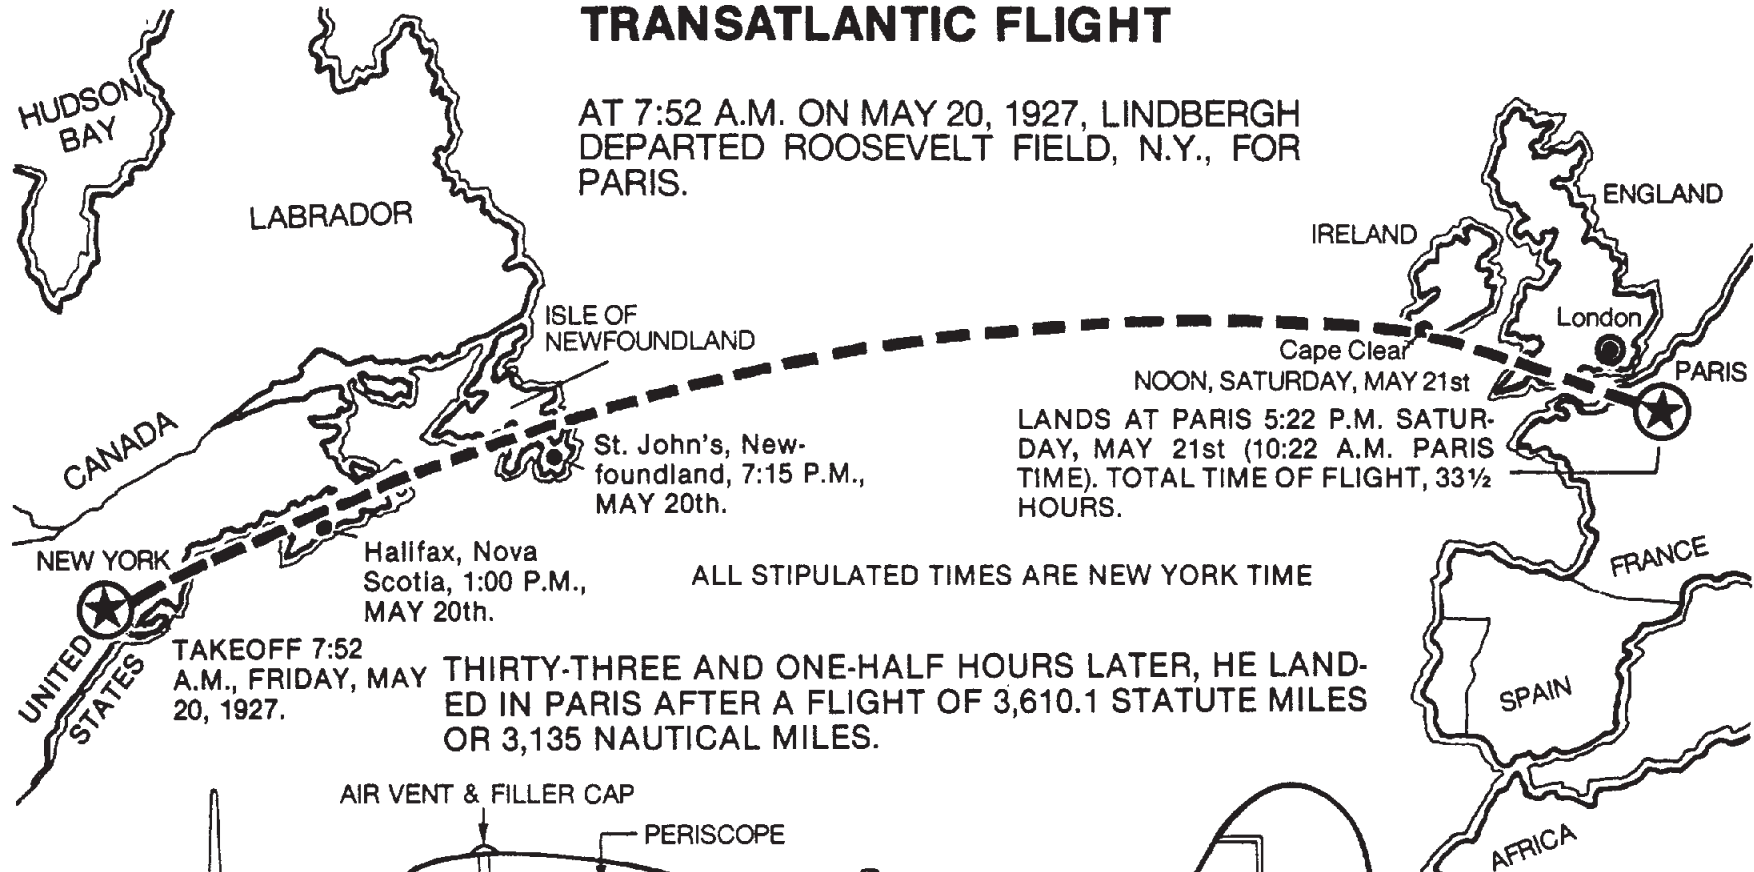 TRANSATLANTIC FLIGHT
AT 7:52 A.M. ON MAY 20, 1927, LINDBERGH
DEPARTED ROOSEVELT FIELD, N.Y., FOR
PARIS.
HUDSON
BAY
LABRADOR
ENGLAND
IRELAND
ISLE OF
NEWFOUNDLAND
London
Cape Clear
NOON, SATURDAY, MAY 21st
PARIS
LANDS AT PARIS 5:22 P.M. SATUR-
DAY, MAY 21st (10:22 A.M. PARIS
TIME). TOTAL TIME OF FLIGHT, 33½
HOURS.
CANADA
St. John's, New-
foundland, 7:15 P.M.,
MAY 20th.
NEW YORK
Halifax, Nova
Scotia, 1:00 P.M.,
MAY 20th.
ALL STIPULATED TIMES ARE NEW YORK TIME
FRANCE
UNITED
STATES
TAKEOFF 7:52
A.M., FRIDAY, MAY
20, 1927.
THIRTY-THREE AND ONE-HALF HOURS LATER, HE LAND-
ED IN PARIS AFTER A FLIGHT OF 3,610.1 STATUTE MILES
OR 3,135 NAUTICAL MILES.
SPAIN
AIR VENT & FILLER CAP
PERISCOPE
AFRICA